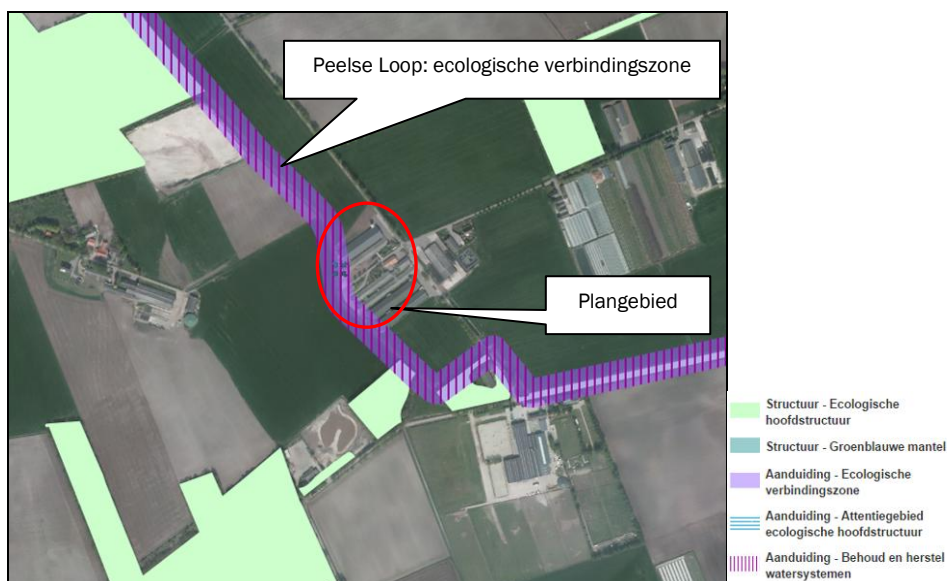 Peelse Loop: ecologische verbindingszone
Plangebied
Structuur - Ecologische
hoofdstructuur
Structuur - Groenblauwe mantel
Aanduiding - Ecologische
verbindingszone
Aanduiding - Attentiegebied
ecologische hoofdstructuur
Aanduiding - Behoud en herstel
watersystemen